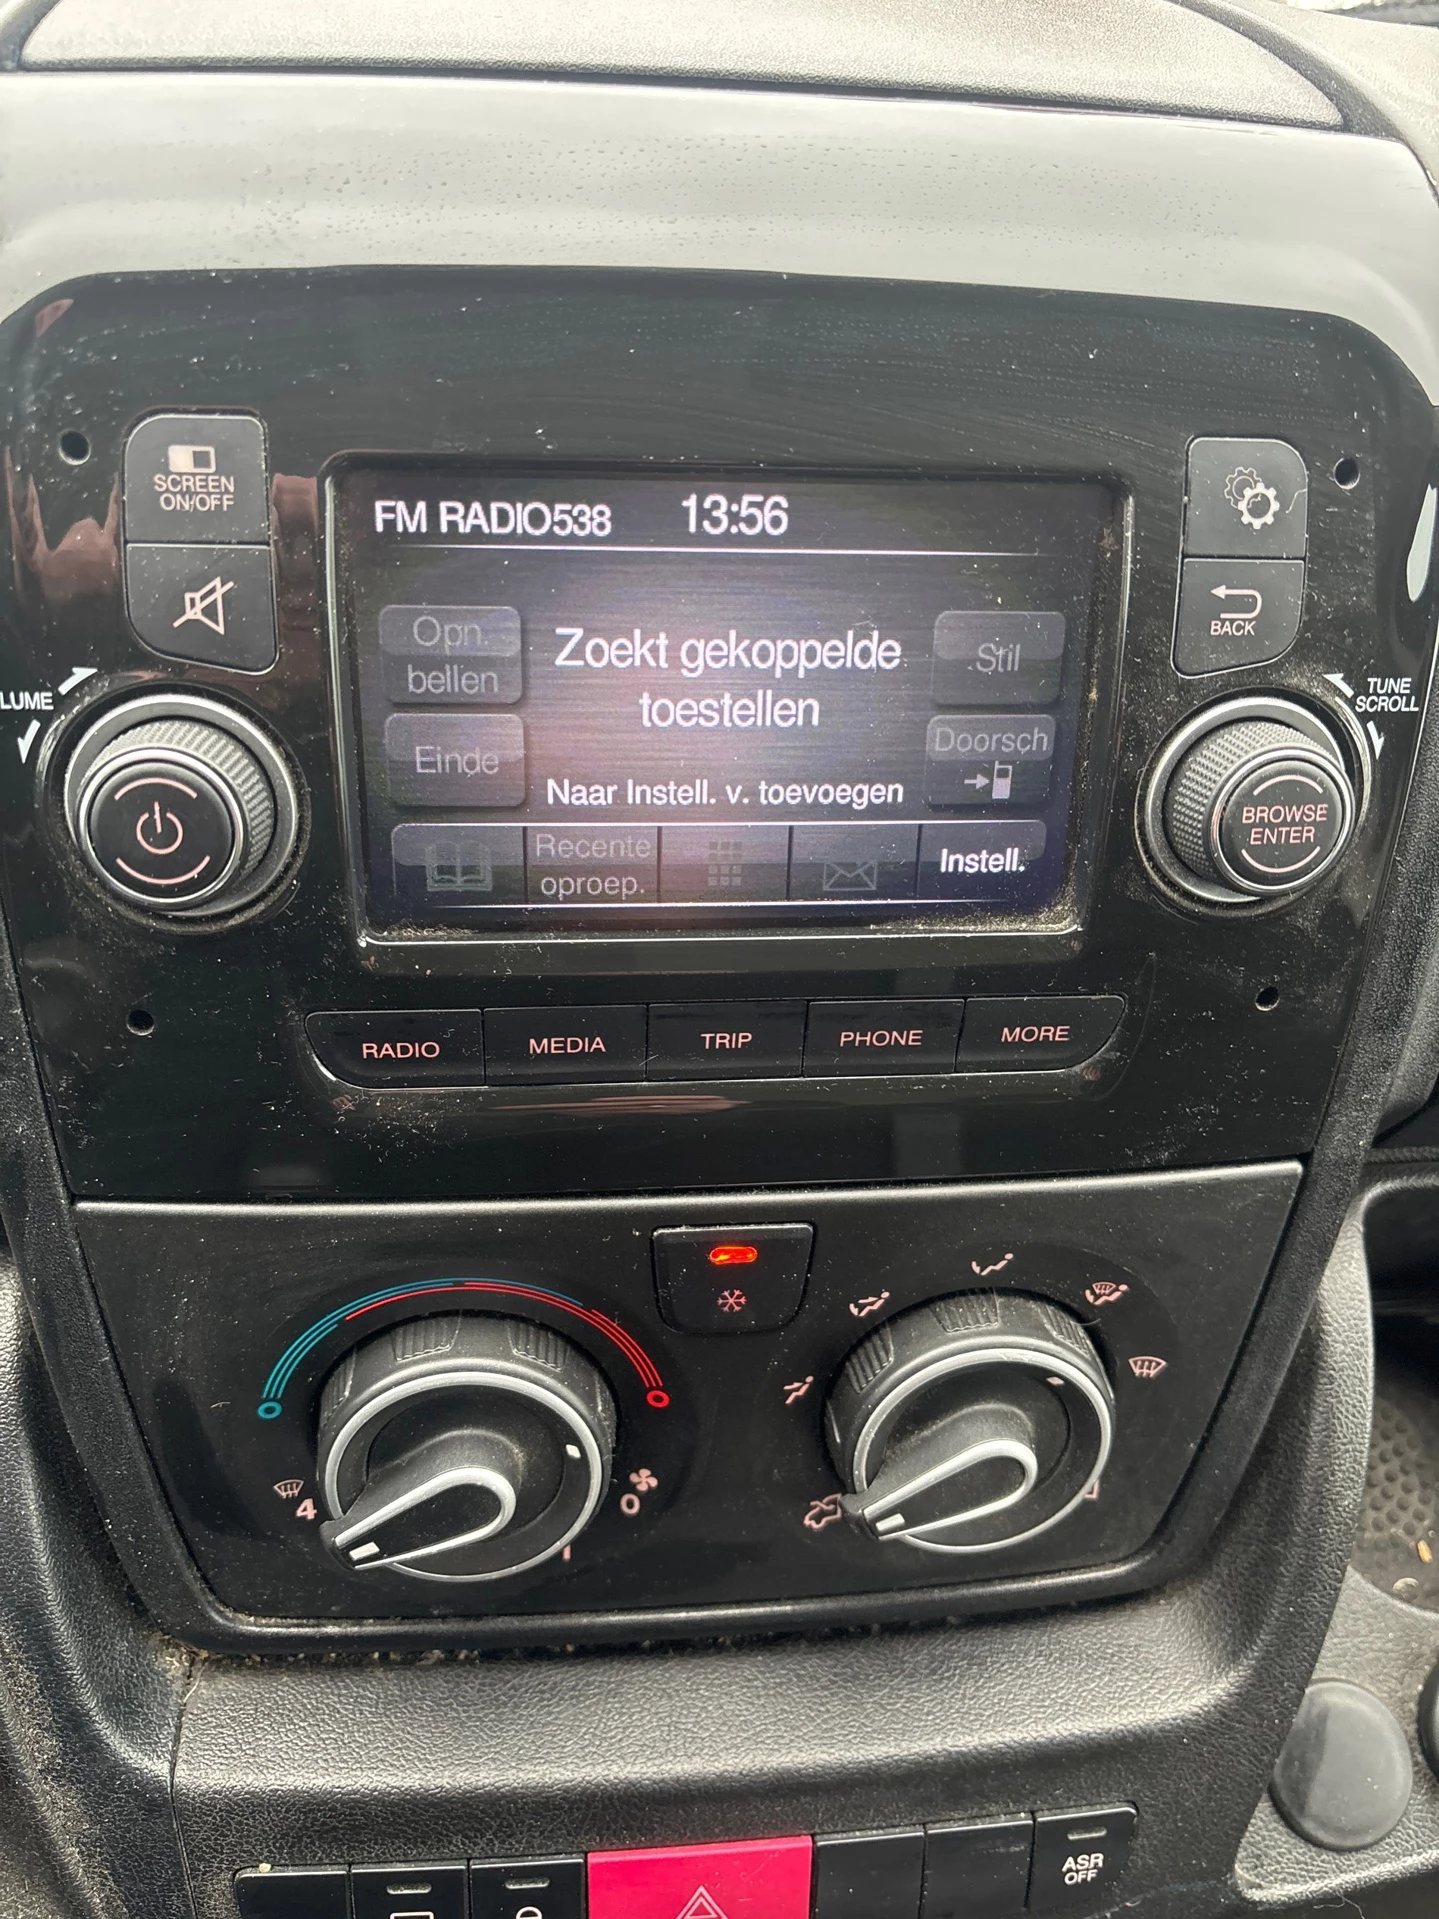 SCREEN
ON/OFF
FM RADIO538 13:56
Opn.
bellen
Zoekt gekoppelde
toestellen
Stil
BACK
LUME
TUNE
SCROLL
Einde
Doorsch
Naar Instell. v. toevoegen
BROWSE
ENTER
Recente
oproep.
Instell.
RADIO MEDIA TRIP PHONE MORE
4
0
ASR
OFF